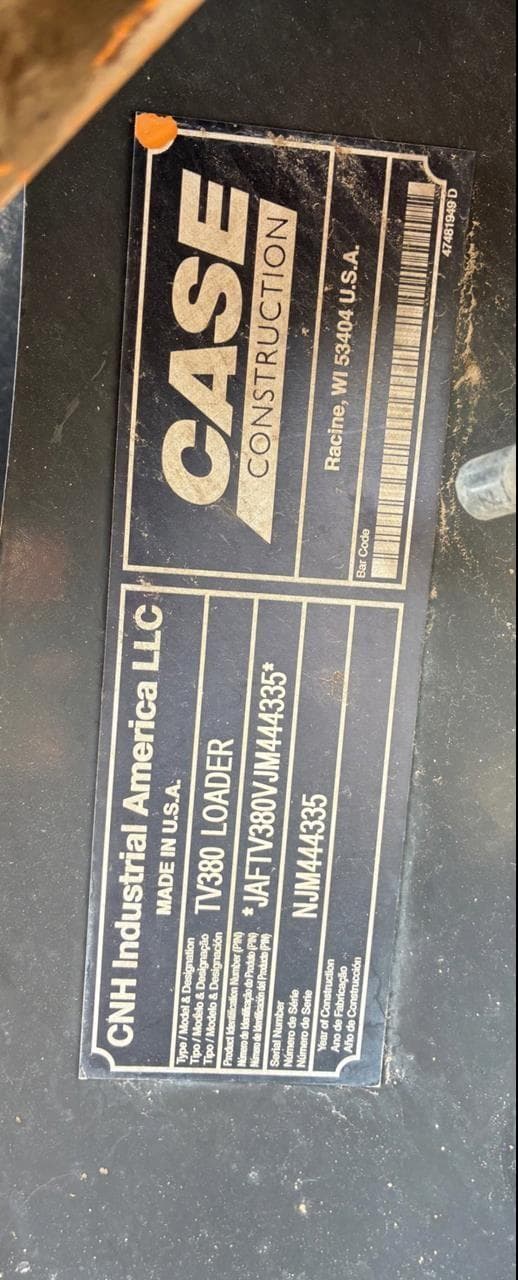 CNH Industrial America LLC
MADE IN U.S.A.
Type / Model & Designation
Tipo / Modelo & Designação
Tipo / Modelo & Designación
TV380 LOADER
Product Identification Number (PIN)
Número de Identificação do Produto (PIN)
Número de Identificación del Producto (PIN)
*JAFTV380VJM444335*
Serial Number
Número de Série
Número de Serie
NJM444335
Year of Construction
Ano de Fabricação
Año de Construcción
CASE
CONSTRUCTION
Racine, WI 53404 U.S.A.
Bar Code
47481949 D